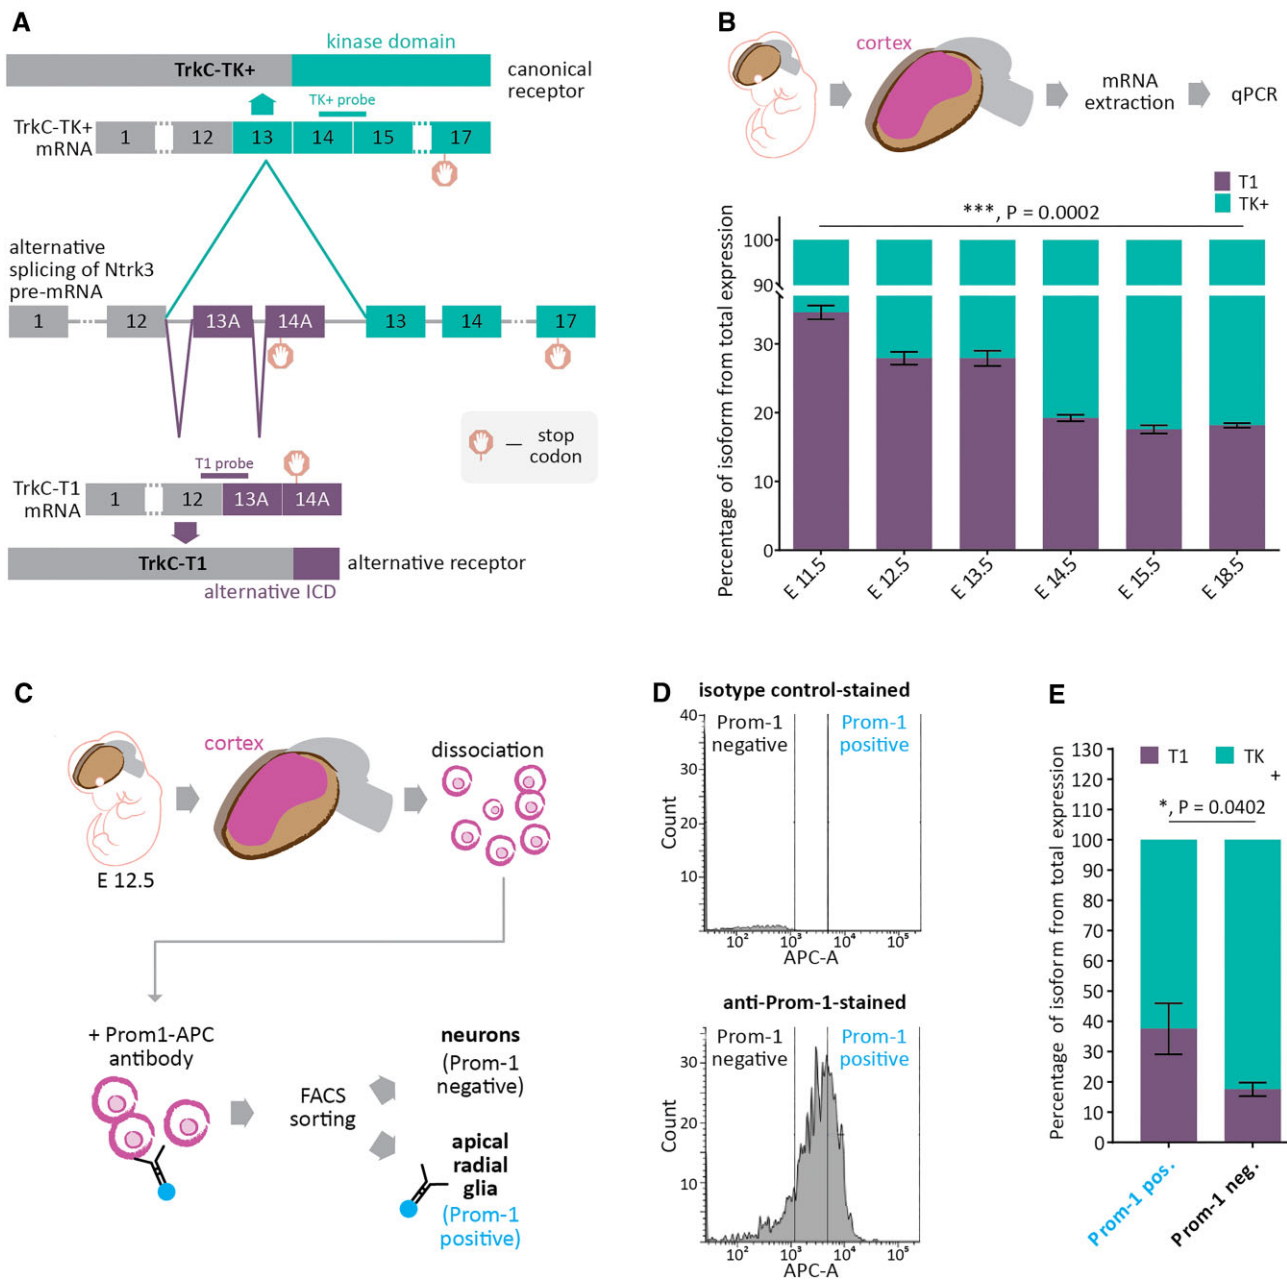 A
kinase domain
TrkC-TK+
canonical
receptor
TK+ probe
TrkC-TK+
mRNA
1
12
13
14
15
17
alternative
splicing of Ntrk3
pre-mRNA
1
12
13A
14A
13
14
17
— stop
codon
T1 probe
TrkC-T1
mRNA
1
12
13A
14A
TrkC-T1
alternative receptor
alternative ICD
B
cortex
mRNA
extraction
qPCR
T1
TK+
***, P = 0.0002
Percentage of isoform from total expression
100
90
30
20
10
0
E 11.5
E 12.5
E 13.5
E 14.5
E 15.5
E 18.5
C
cortex
dissociation
E 12.5
+ Prom1-APC
antibody
FACS
sorting
neurons
(Prom-1
negative)
apical
radial
glia
(Prom-1
positive)
D
isotype control-stained
Prom-1
negative
Prom-1
positive
Count
40
30
20
10
10²
10³
10⁴
10⁵
APC-A
anti-Prom-1-stained
Prom-1
negative
Prom-1
positive
Count
30
20
10
10²
10³
10⁴
10⁵
APC-A
E
T1
TK
+
*, P = 0.0402
Percentage of isoform from total expression
130
120
110
100
90
80
70
60
50
40
30
20
10
0
Prom-1 pos.
Prom-1 neg.